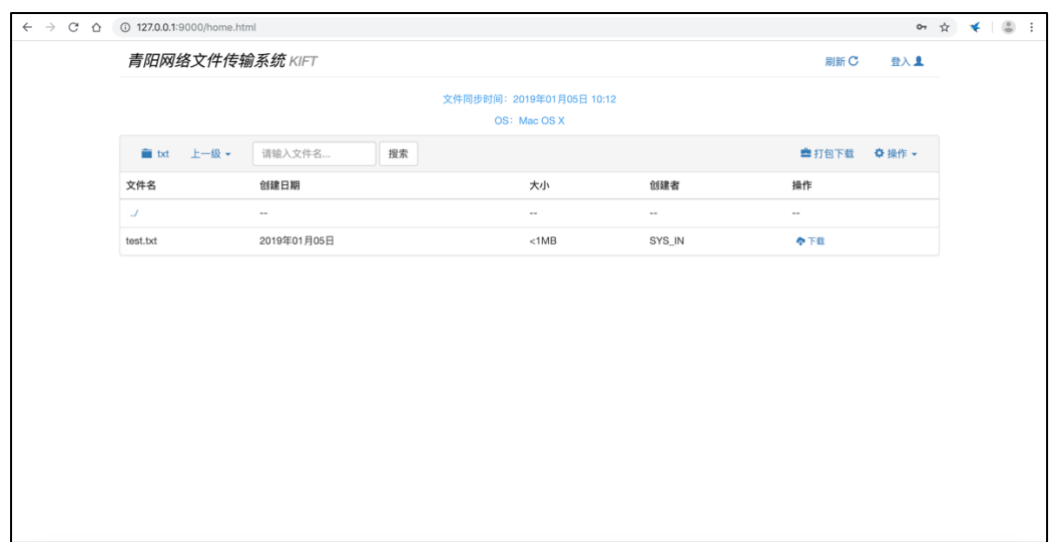 127.0.0.1:9000/home.html
青阳网络文件传输系统 KIFT 刷新 登入
文件同步时间：2019年01月05日 10:12
OS：Mac OS X
txt 上一级 请输入文件名... 搜索 打包下载 操作
文件名 创建日期 大小 创建者 操作
../ -- -- -- --
test.txt 2019年01月05日 <1MB SYS_IN 下载